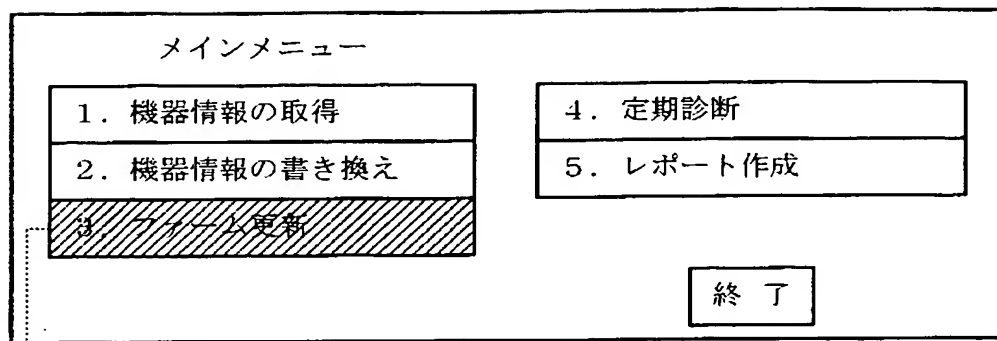 メインメニュー
1. 機器情報の取得
2. 機器情報の書き換え
3. ファーム更新
4. 定期診断
5. レポート作成
終 了